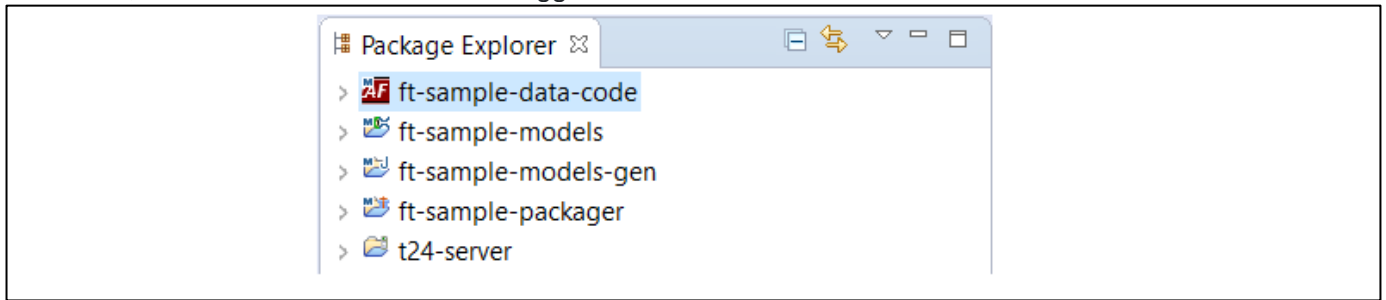 Package Explorer
ft-sample-data-code
ft-sample-models
ft-sample-models-gen
ft-sample-packager
t24-server